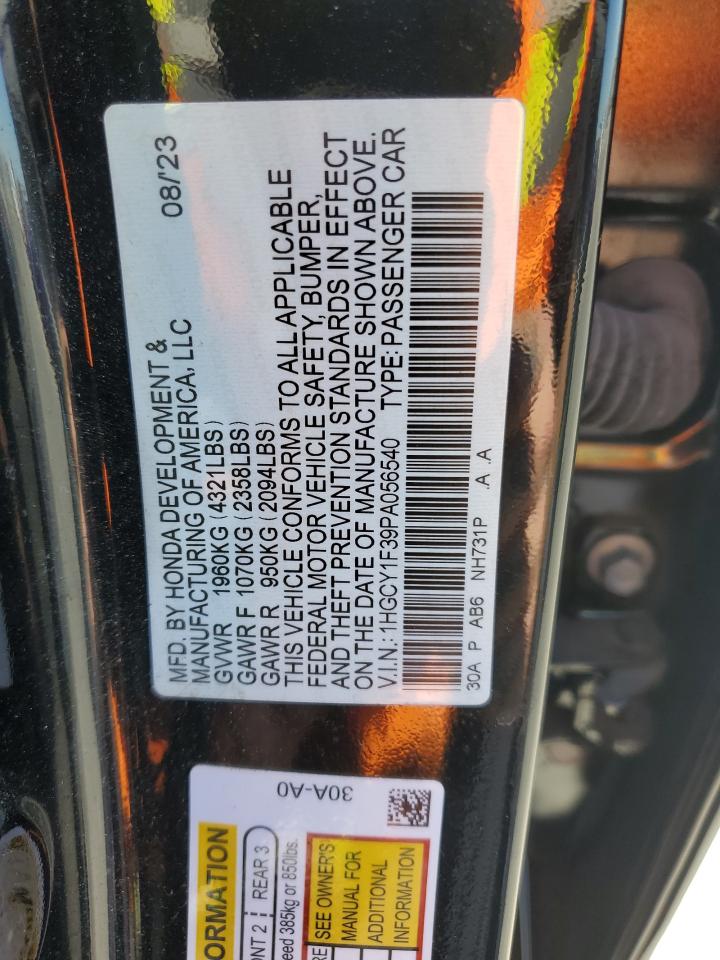 MFD. BY HONDA DEVELOPMENT & 08/'23
MANUFACTURING OF AMERICA, LLC
GVWR 1960KG (4321LBS)
GAWR F 1070KG (2358LBS)
GAWR R 950KG (2094LBS)
THIS VEHICLE CONFORMS TO ALL APPLICABLE
FEDERAL MOTOR VEHICLE SAFETY, BUMPER,
AND THEFT PREVENTION STANDARDS IN EFFECT
ON THE DATE OF MANUFACTURE SHOWN ABOVE.
V.I.N.: 1HGCY1F39PA056540 TYPE: PASSENGER CAR
30A P AB6 NH731P .A .A
30A-A0
REAR 3
385kg or 850lbs.
SEE OWNER'S
MANUAL FOR
ADDITIONAL
INFORMATION